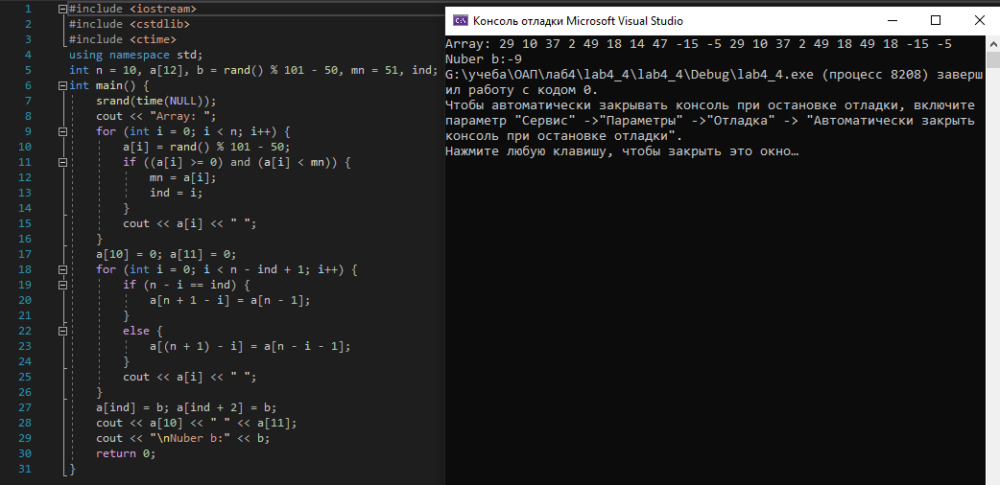 1 #include <iostream>
2 #include <cstdlib>
3 #include <ctime>
4 using namespace std;
5 int n = 10, a[12], b = rand() % 101 - 50, mn = 51, ind;
6 int main() {
7 srand(time(NULL));
8 cout << "Array: ";
9 for (int i = 0; i < n; i++) {
10 a[i] = rand() % 101 - 50;
11 if ((a[i] >= 0) and (a[i] < mn)) {
12 mn = a[i];
13 ind = i;
14 }
15 cout << a[i] << " ";
16 }
17 a[10] = 0; a[11] = 0;
18 for (int i = 0; i < n - ind + 1; i++) {
19 if (n - i == ind) {
20 a[n + 1 - i] = a[n - 1];
21 }
22 else {
23 a[(n + 1) - i] = a[n - i - 1];
24 }
25 cout << a[i] << " ";
26 }
27 a[ind] = b; a[ind + 2] = b;
28 cout << a[10] << " " << a[11];
29 cout << "\nNuber b:" << b;
30 return 0;
31 }
C:\ Консоль отладки Microsoft Visual Studio
Array: 29 10 37 2 49 18 14 47 -15 -5 29 10 37 2 49 18 49 18 -15 -5
Nuber b:-9
G:\учеба\ОАП\лаб4\lab4_4\lab4_4\Debug\lab4_4.exe (процесс 8208) заверш
ил работу с кодом 0.
Чтобы автоматически закрывать консоль при остановке отладки, включите
параметр "Сервис" ->"Параметры" ->"Отладка" -> "Автоматически закрыть
консоль при остановке отладки".
Нажмите любую клавишу, чтобы закрыть это окно…